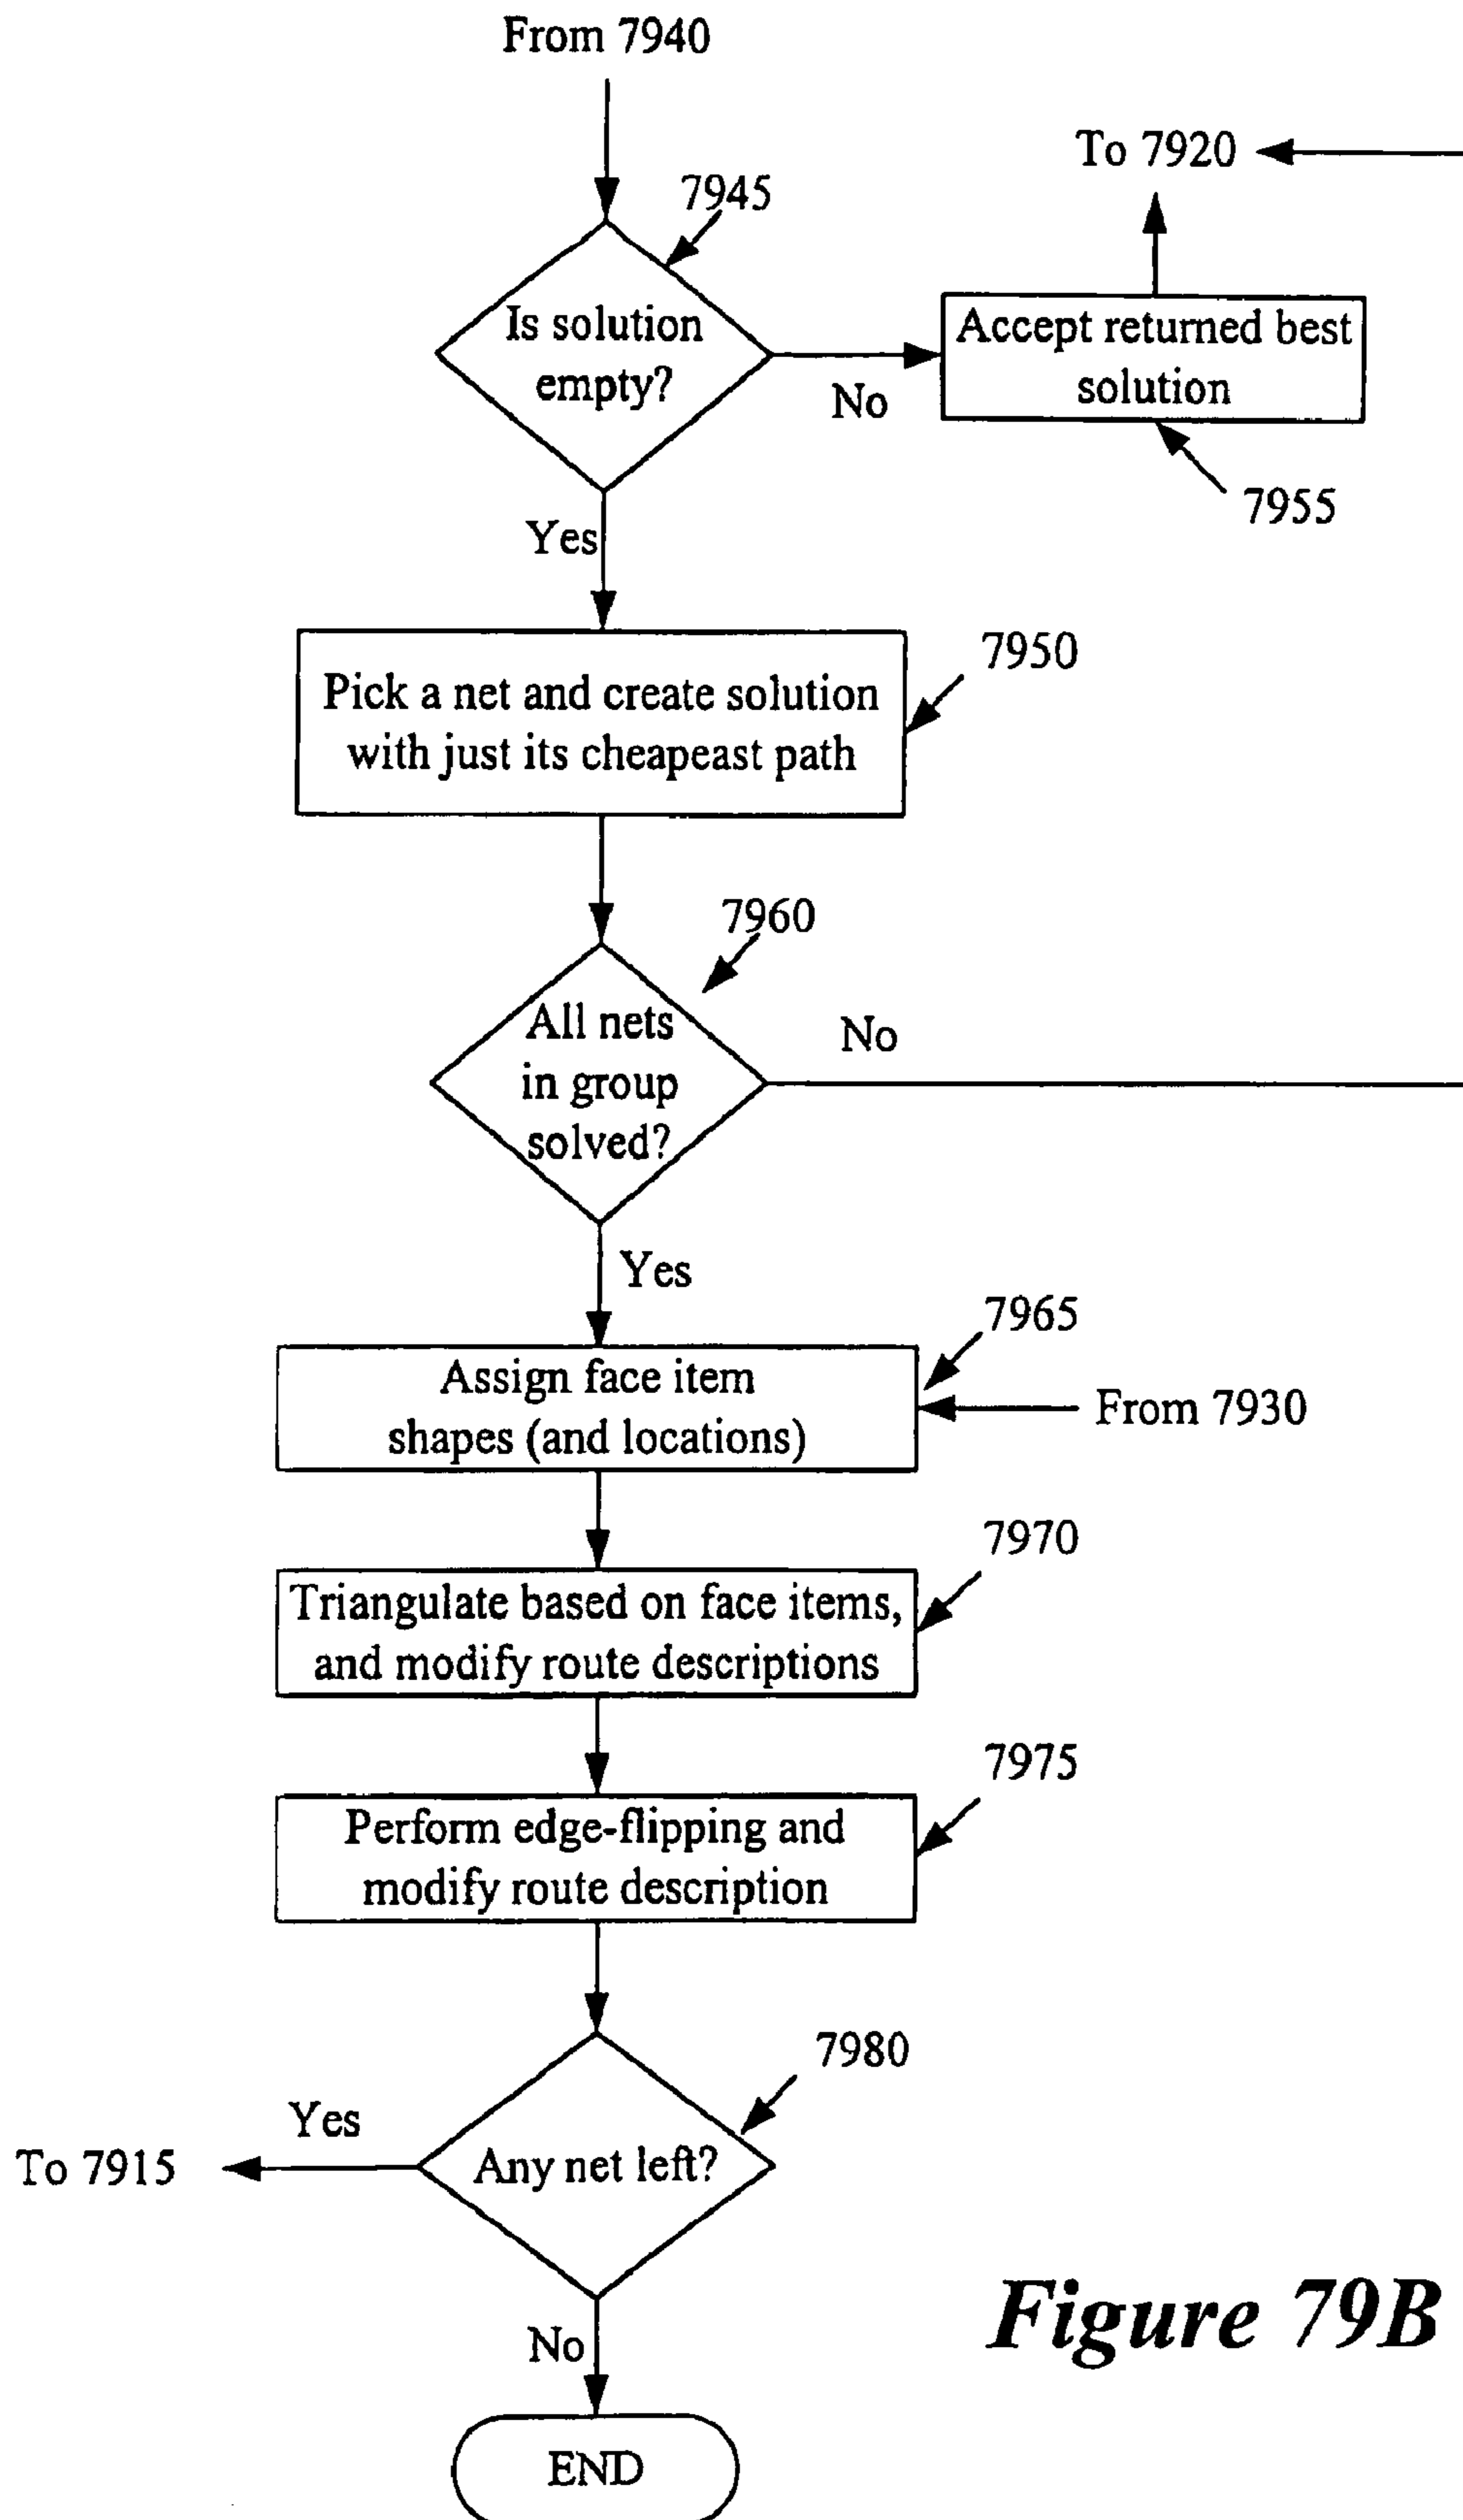 From 7940
To 7920
7945
Is solution
empty?
No
Accept returned best
solution
7955
Yes
Pick a net and create solution
with just its cheapeast path
7950
7960
All nets
in group
solved?
No
Yes
7965
Assign face item
shapes (and locations)
From 7930
7970
Triangulate based on face items,
and modify route descriptions
7975
Perform edge-flipping and
modify route description
7980
Any net left?
Yes
To 7915
No
END
Figure 79B